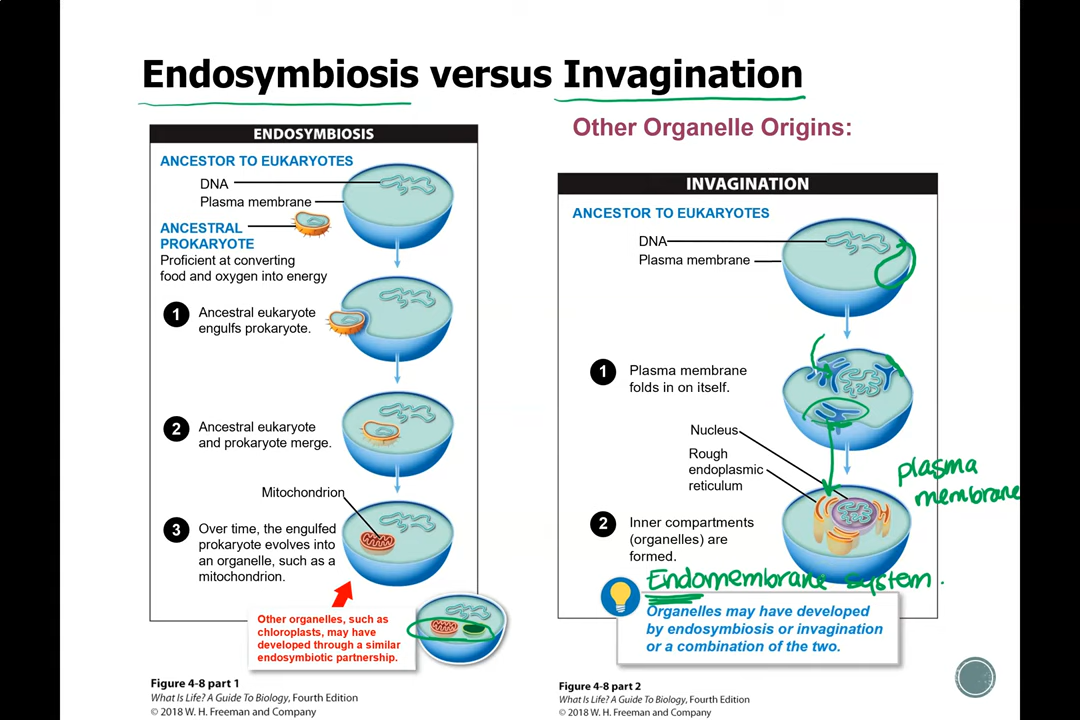 Endosymbiosis versus Invagination
ENDOSYMBIOSIS
ANCESTOR TO EUKARYOTES
DNA
Plasma membrane
ANCESTRAL
PROKARYOTE
Proficient at converting
food and oxygen into energy
1 Ancestral eukaryote
engulfs prokaryote.
2 Ancestral eukaryote
and prokaryote merge.
Mitochondrion
3 Over time, the engulfed
prokaryote evolves into
an organelle, such as a
mitochondrion.
Other organelles, such as
chloroplasts, may have
developed through a similar
endosymbiotic partnership.
Figure 4-8 part 1
What Is Life? A Guide To Biology, Fourth Edition
© 2018 W. H. Freeman and Company
Other Organelle Origins:
INVAGINATION
ANCESTOR TO EUKARYOTES
DNA
Plasma membrane
1 Plasma membrane
folds in on itself.
Nucleus
Rough
endoplasmic
reticulum
plasma
membrane
2 Inner compartments
(organelles) are
formed.
Endomembrane system.
Organelles may have developed
by endosymbiosis or invagination
or a combination of the two.
Figure 4-8 part 2
What Is Life? A Guide To Biology, Fourth Edition
© 2018 W. H. Freeman and Company